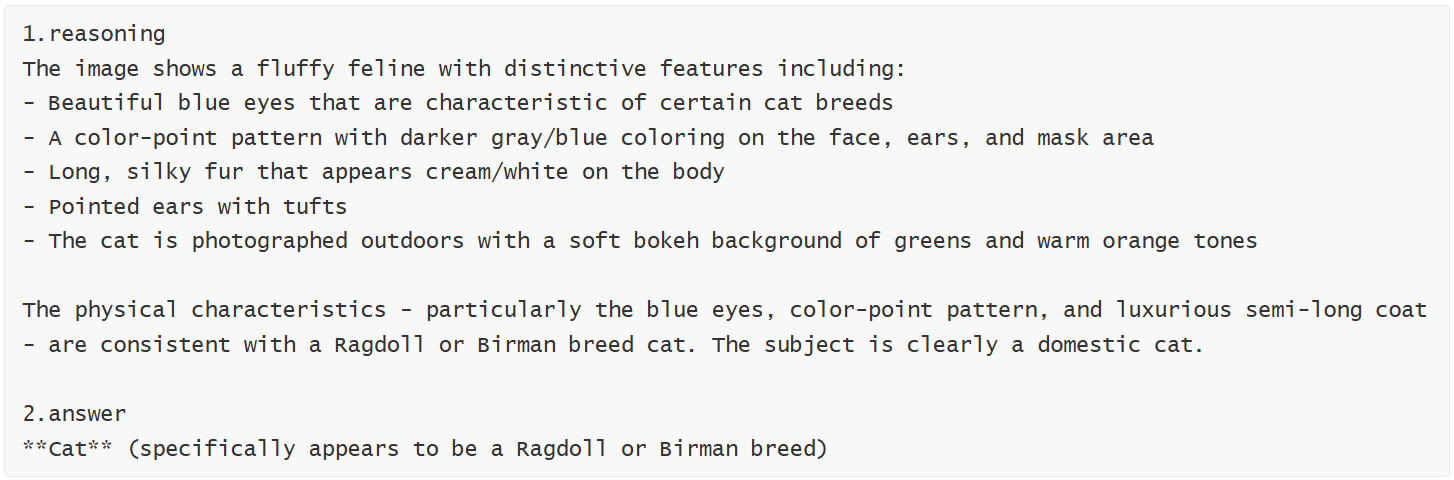 1.reasoning
The image shows a fluffy feline with distinctive features including:
- Beautiful blue eyes that are characteristic of certain cat breeds
- A color-point pattern with darker gray/blue coloring on the face, ears, and mask area
- Long, silky fur that appears cream/white on the body
- Pointed ears with tufts
- The cat is photographed outdoors with a soft bokeh background of greens and warm orange tones
The physical characteristics - particularly the blue eyes, color-point pattern, and luxurious semi-long coat
- are consistent with a Ragdoll or Birman breed cat. The subject is clearly a domestic cat.
2.answer
**Cat** (specifically appears to be a Ragdoll or Birman breed)